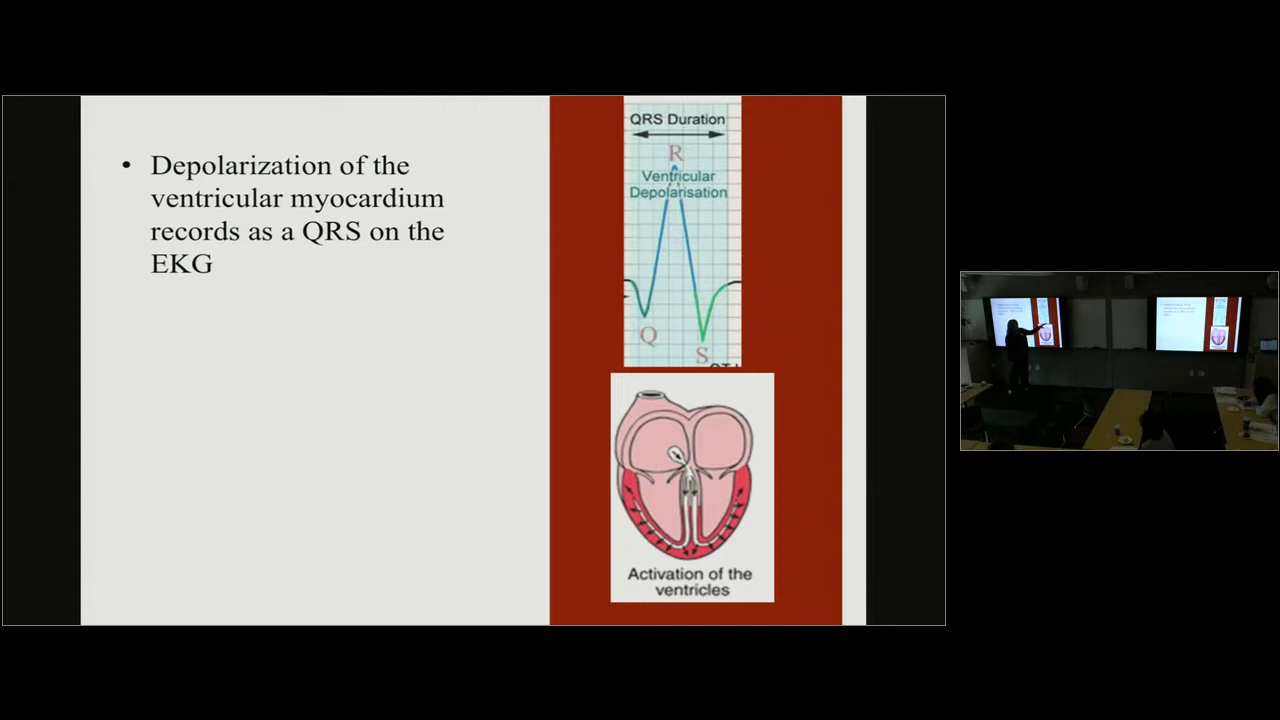 • Depolarization of the
ventricular myocardium
records as a QRS on the
EKG
QRS Duration
R
Ventricular
Depolarisation
Q
S
Activation of the
ventricles